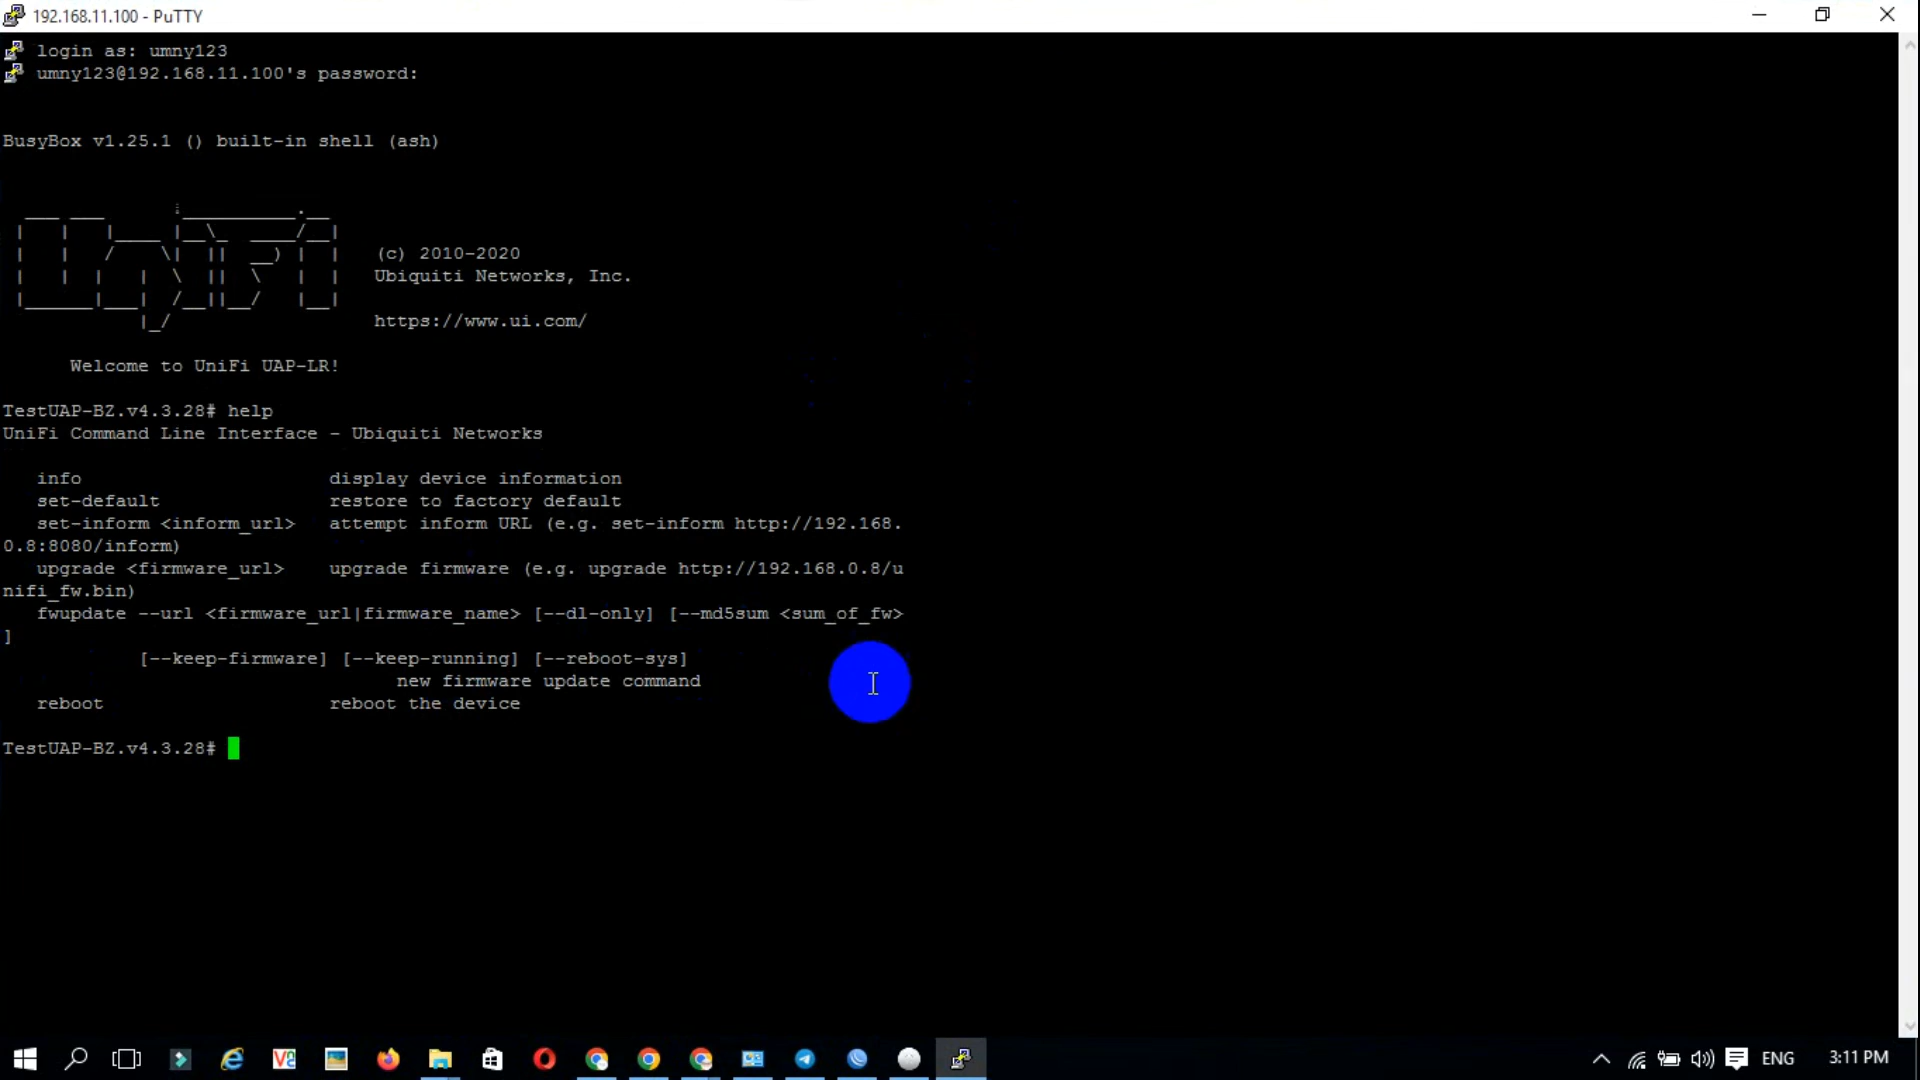 192.168.11.100 - PuTTY
login as: umny123
umny123@192.168.11.100's password:
BusyBox v1.25.1 () built-in shell (ash)
UniFi
(c) 2010-2020
Ubiquiti Networks, Inc.
https://www.ui.com/
Welcome to UniFi UAP-LR!
TestUAP-BZ.v4.3.28# help
UniFi Command Line Interface - Ubiquiti Networks
info display device information
set-default restore to factory default
set-inform <inform_url> attempt inform URL (e.g. set-inform http://192.168.
0.8:8080/inform)
upgrade <firmware_url> upgrade firmware (e.g. upgrade http://192.168.0.8/u
nifi_fw.bin)
fwupdate --url <firmware_url|firmware_name> [--dl-only] [--md5sum <sum_of_fw>
]
[--keep-firmware] [--keep-running] [--reboot-sys]
new firmware update command
reboot reboot the device
TestUAP-BZ.v4.3.28#
ENG
3:11 PM